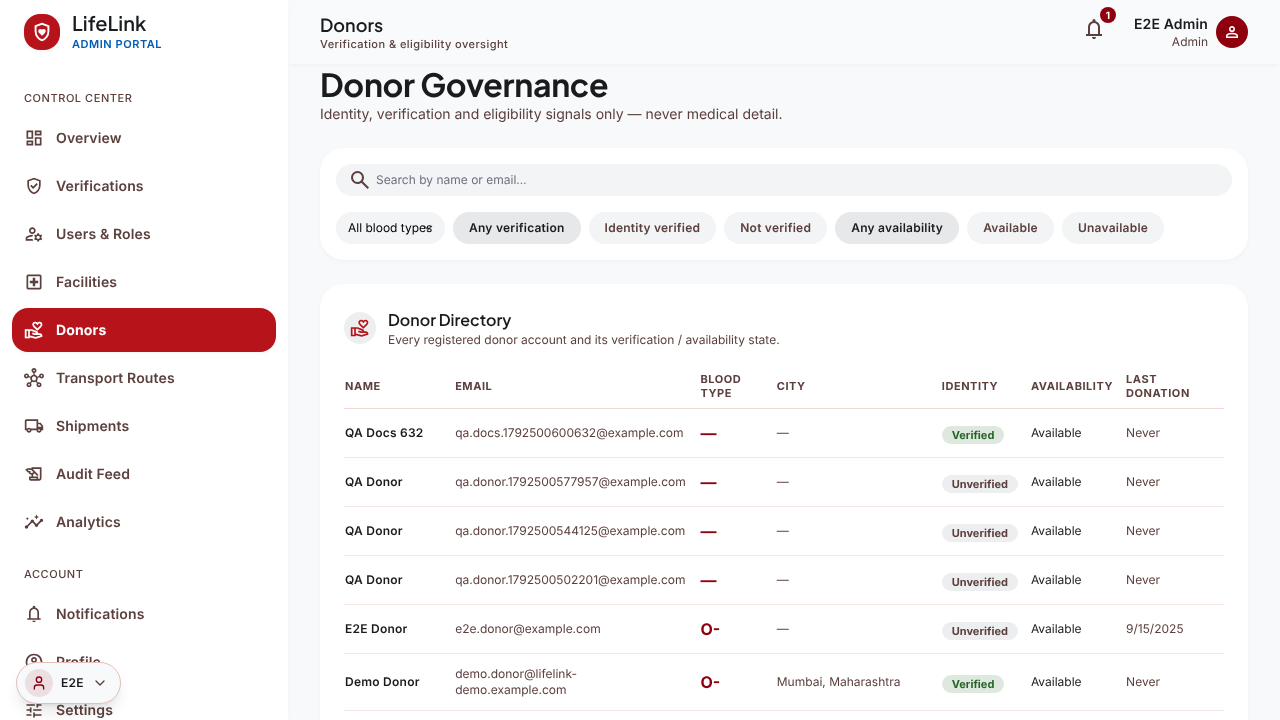 LifeLink
ADMIN PORTAL
CONTROL CENTER
Overview
Verifications
Users & Roles
Facilities
Donors
Transport Routes
Shipments
Audit Feed
Analytics
ACCOUNT
Notifications
Profile
E2E
Settings
Donors
Verification & eligibility oversight
1
E2E Admin
Admin
Donor Governance
Identity, verification and eligibility signals only — never medical detail.
Search by name or email...
All blood types Any verification Identity verified Not verified Any availability Available Unavailable
Donor Directory
Every registered donor account and its verification / availability state.
NAME EMAIL BLOOD TYPE CITY IDENTITY AVAILABILITY LAST DONATION
QA Docs 632 qa.docs.1792500600632@example.com — — Verified Available Never
QA Donor qa.donor.1792500577957@example.com — — Unverified Available Never
QA Donor qa.donor.1792500544125@example.com — — Unverified Available Never
QA Donor qa.donor.1792500502201@example.com — — Unverified Available Never
E2E Donor e2e.donor@example.com O- — Unverified Available 9/15/2025
Demo Donor demo.donor@lifelink-demo.example.com O- Mumbai, Maharashtra Verified Available Never